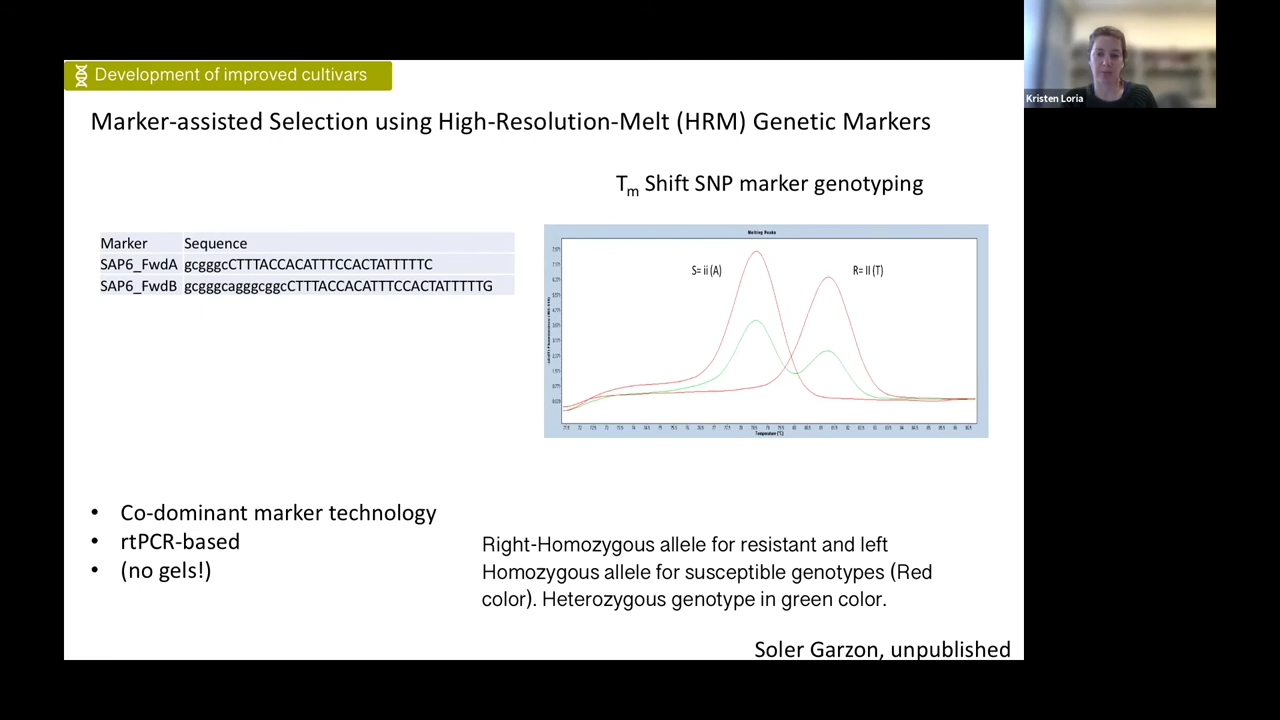 Development of improved cultivars
Kristen Loria
Marker-assisted Selection using High-Resolution-Melt (HRM) Genetic Markers
Tm Shift SNP marker genotyping
Marker Sequence
SAP6_FwdA gcgggcCTTTACCACATTTCCACTATTTTTC
SAP6_FwdB gcgggcagggcggcCTTTACCACATTTCCACTATTTTTG
Melting Peaks
S= ii (A)
R= II (T)
Temperature (°C)
• Co-dominant marker technology
• rtPCR-based
• (no gels!)
Right-Homozygous allele for resistant and left
Homozygous allele for susceptible genotypes (Red
color). Heterozygous genotype in green color.
Soler Garzon, unpublished